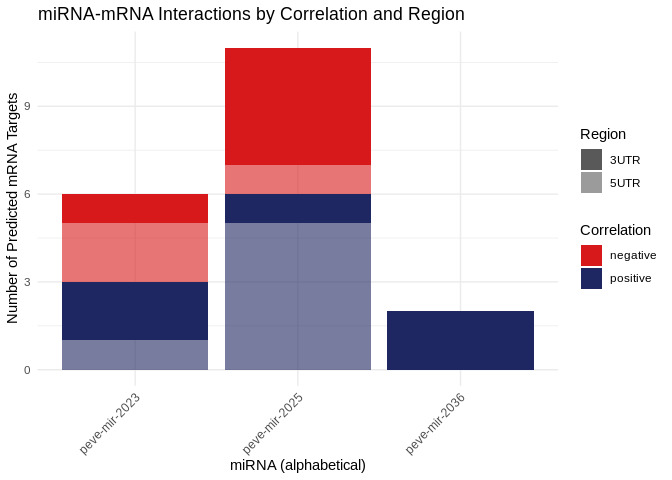 miRNA-mRNA Interactions by Correlation and Region
Number of Predicted mRNA Targets
9
6
3
0
peve-mir-2023
peve-mir-2025
peve-mir-2036
miRNA (alphabetical)
Region
3UTR
5UTR
Correlation
negative
positive